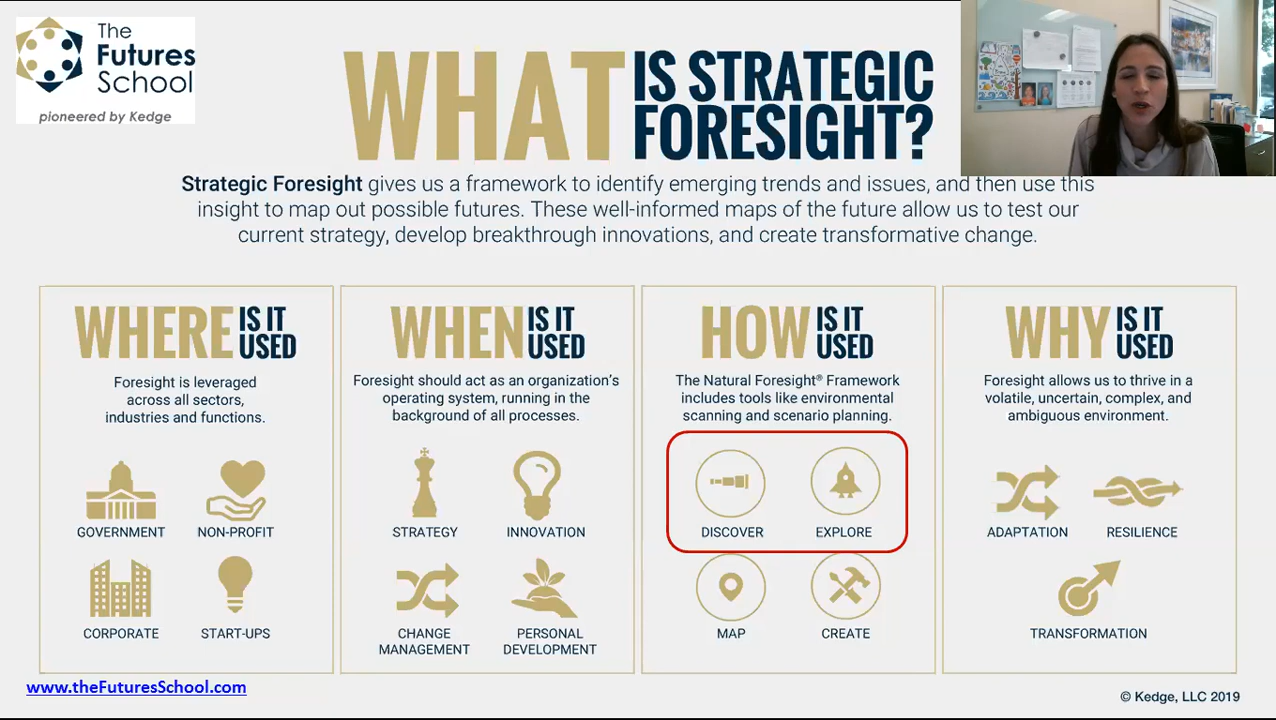 The
Futures
School
pioneered by Kedge
WHAT IS STRATEGIC
FORESIGHT?
Strategic Foresight gives us a framework to identify emerging trends and issues, and then use this
insight to map out possible futures. These well-informed maps of the future allow us to test our
current strategy, develop breakthrough innovations, and create transformative change.
WHERE IS IT
USED
Foresight is leveraged
across all sectors,
industries and functions.
GOVERNMENT
NON-PROFIT
CORPORATE
START-UPS
WHEN IS IT
USED
Foresight should act as an organization's
operating system, running in the
background of all processes.
STRATEGY
INNOVATION
CHANGE
MANAGEMENT
PERSONAL
DEVELOPMENT
HOW IS IT
USED
The Natural Foresight® Framework
includes tools like environmental
scanning and scenario planning.
DISCOVER
EXPLORE
MAP
CREATE
WHY IS IT
USED
Foresight allows us to thrive in a
volatile, uncertain, complex, and
ambiguous environment.
ADAPTATION
RESILIENCE
TRANSFORMATION
www.theFuturesSchool.com
© Kedge, LLC 2019